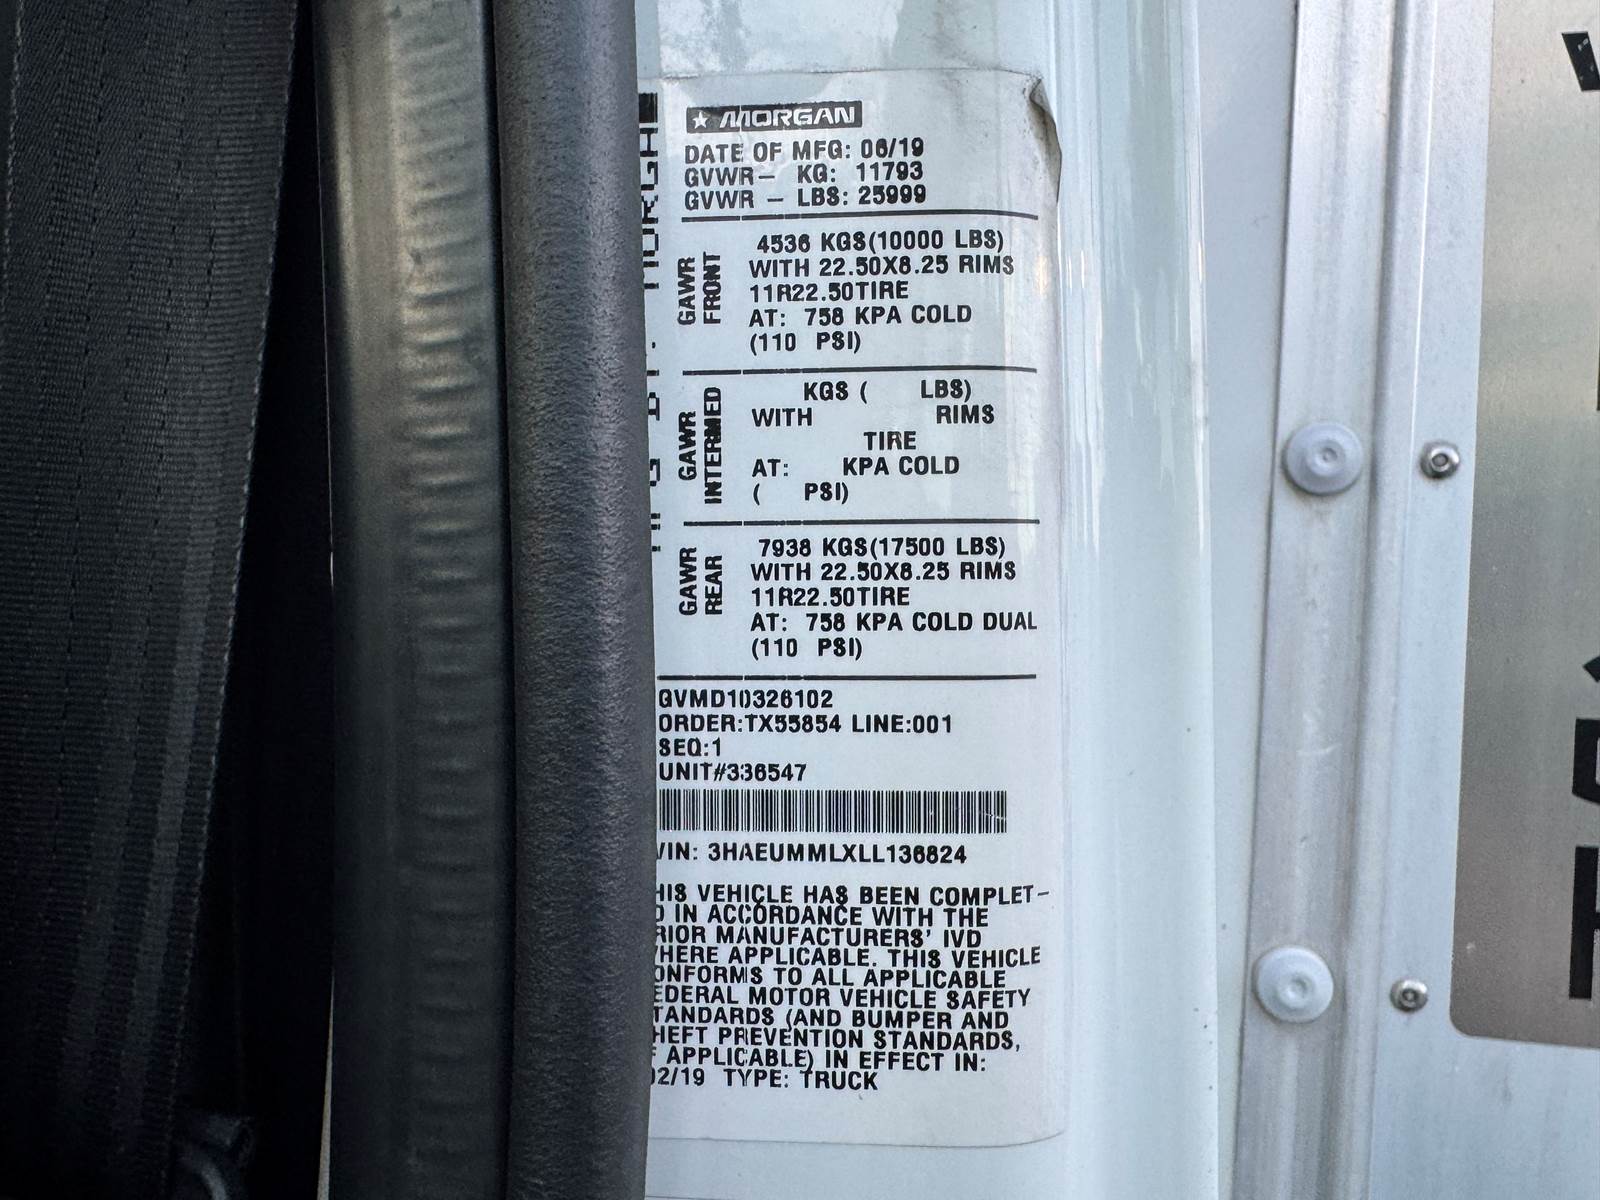 MORGAN
DATE OF MFG: 06/19
GVWR- KG: 11793
GVWR - LBS: 25999
GAWR FRONT
4536 KGS(10000 LBS)
WITH 22.50X8.25 RIMS
11R22.50TIRE
AT: 758 KPA COLD
(110 PSI)
GAWR INTERMED
KGS ( LBS)
WITH RIMS
TIRE
AT: KPA COLD
( PSI)
GAWR REAR
7938 KGS(17500 LBS)
WITH 22.50X8.25 RIMS
11R22.50TIRE
AT: 758 KPA COLD DUAL
(110 PSI)
GVMD10326102
ORDER:TX55854 LINE:001
SEQ:1
UNIT#336547
VIN: 3HAEUMMLXLL136824
HIS VEHICLE HAS BEEN COMPLET-
D IN ACCORDANCE WITH THE
RIOR MANUFACTURERS' IVD
HERE APPLICABLE. THIS VEHICLE
ONFORMS TO ALL APPLICABLE
EDERAL MOTOR VEHICLE SAFETY
TANDARDS (AND BUMPER AND
HEFT PREVENTION STANDARDS,
F APPLICABLE) IN EFFECT IN:
02/19 TYPE: TRUCK